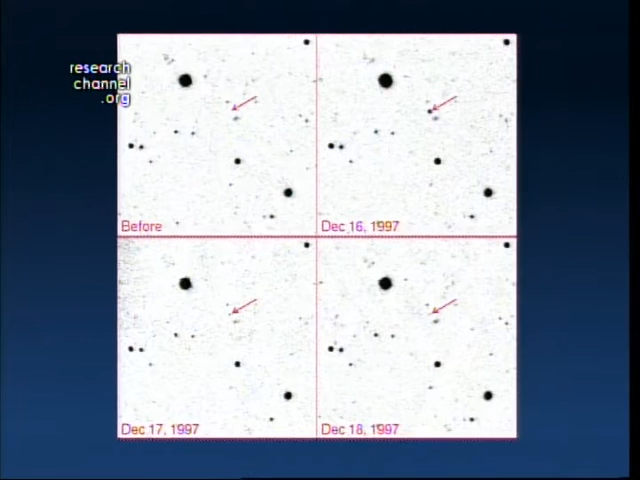 research
channel
.org
Before
Dec 16, 1997
Dec 17, 1997
Dec 18, 1997